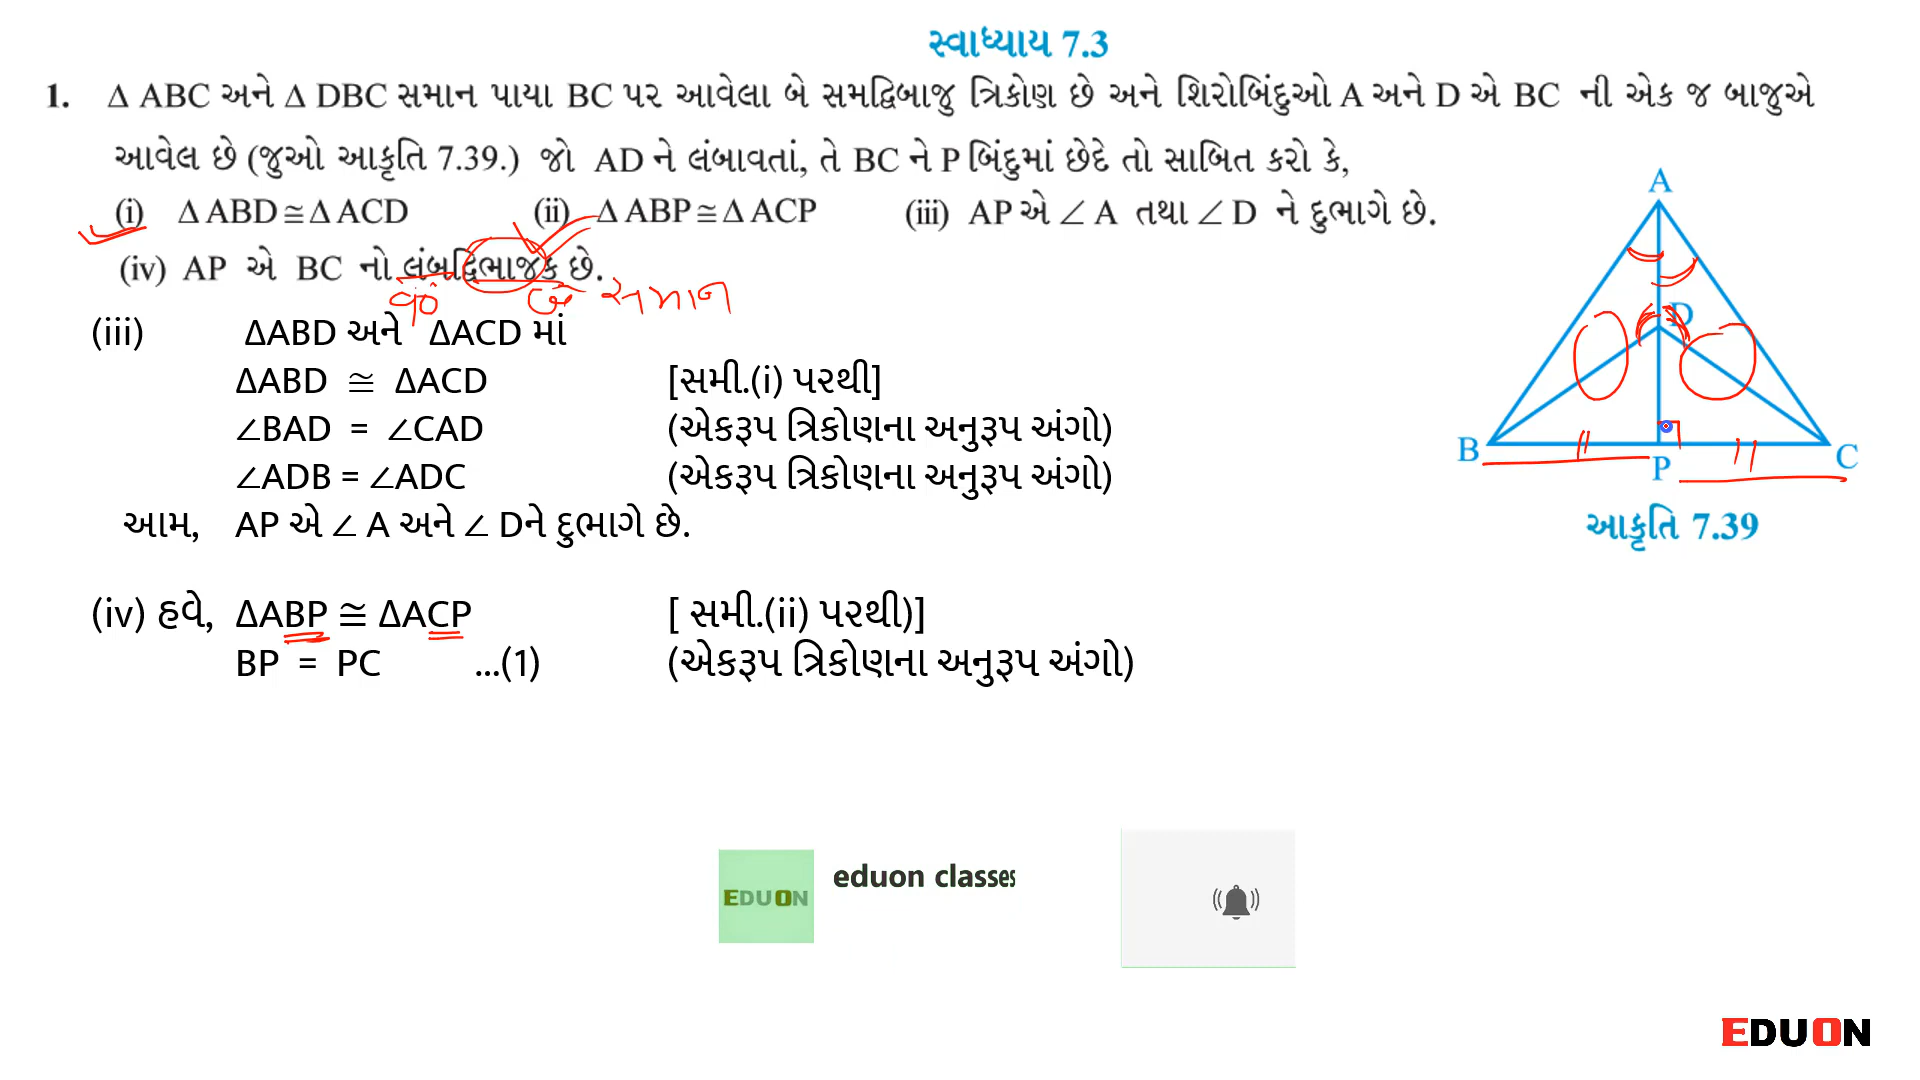 સ્વાધ્યાય 7.3
1. Δ ABC અને Δ DBC સમાન પાયા BC પર આવેલા બે સમદ્વિબાજુ ત્રિકોણ છે અને શિરોબિંદુઓ A અને D એ BC ની એક જ બાજુએ
આવેલ છે (જુઓ આકૃતિ 7.39.) જો AD ને લંબાવતાં, તે BC ને P બિંદુમાં છેદે તો સાબિત કરો કે,
(i) Δ ABD ≅ Δ ACD (ii) Δ ABP ≅ Δ ACP (iii) AP એ ∠ A તથા ∠ D ને દુભાગે છે.
(iv) AP એ BC નો લંબદ્વિભાજક છે.
90 બે સમાન
(iii) ΔABD અને ΔACD માં
ΔABD ≅ ΔACD [સમી.(i) પરથી]
∠BAD = ∠CAD (એકરૂપ ત્રિકોણના અનુરૂપ અંગો)
∠ADB = ∠ADC (એકરૂપ ત્રિકોણના અનુરૂપ અંગો)
આમ, AP એ ∠ A અને ∠ Dને દુભાગે છે.
(iv) હવે, ΔABP ≅ ΔACP [ સમી.(ii) પરથી)]
BP = PC ...(1) (એકરૂપ ત્રિકોણના અનુરૂપ અંગો)
A
D
B P C
આકૃતિ 7.39
EDUON eduon classes
EDUON